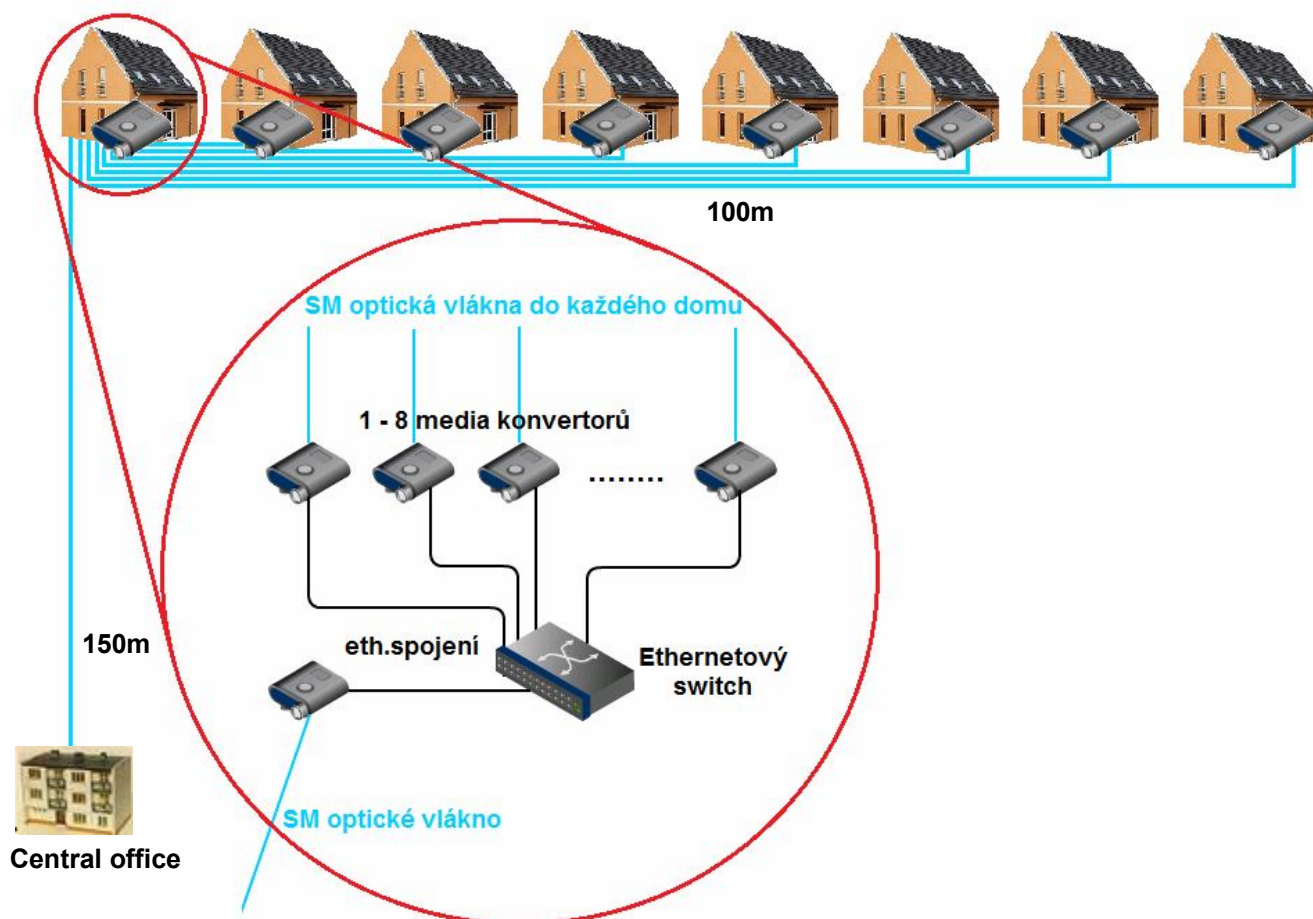 100m
SM optická vlákna do každého domu
1 - 8 media konvertorů
........
150m
eth.spojení
Ethernetový
switch
SM optické vlákno
Central office